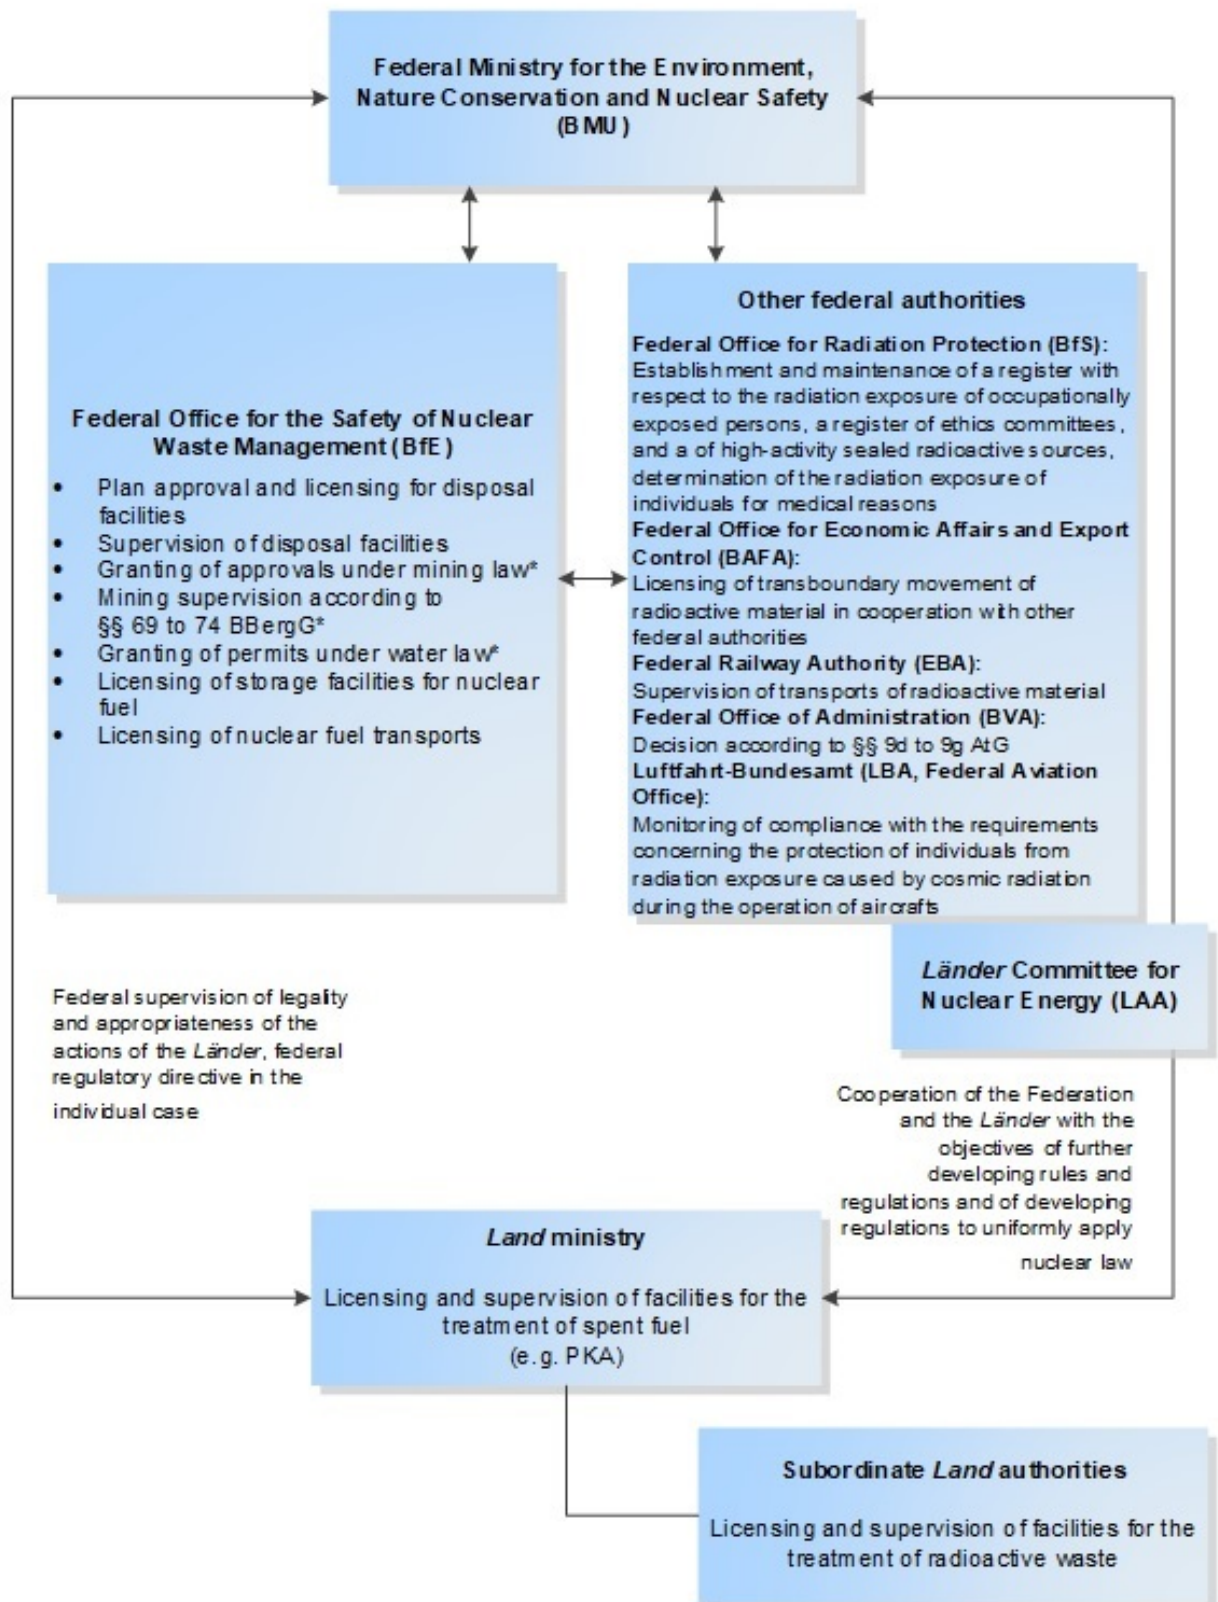 Federal Ministry for the Environment,
Nature Conservation and Nuclear Safety
(BMU)
Federal Office for the Safety of Nuclear
Waste Management (BfE)
• Plan approval and licensing for disposal
facilities
• Supervision of disposal facilities
• Granting of approvals under mining law*
• Mining supervision according to
§§ 69 to 74 BBergG*
• Granting of permits under water law*
• Licensing of storage facilities for nuclear
fuel
• Licensing of nuclear fuel transports
Other federal authorities
Federal Office for Radiation Protection (BfS):
Establishment and maintenance of a register with
respect to the radiation exposure of occupationally
exposed persons, a register of ethics committees,
and a of high-activity sealed radioactive sources,
determination of the radiation exposure of
individuals for medical reasons
Federal Office for Economic Affairs and Export
Control (BAFA):
Licensing of transboundary movement of
radioactive material in cooperation with other
federal authorities
Federal Railway Authority (EBA):
Supervision of transports of radioactive material
Federal Office of Administration (BVA):
Decision according to §§ 9d to 9g AtG
Luftfahrt-Bundesamt (LBA, Federal Aviation
Office):
Monitoring of compliance with the requirements
concerning the protection of individuals from
radiation exposure caused by cosmic radiation
during the operation of aircrafts
Länder Committee for
Nuclear Energy (LAA)
Federal supervision of legality
and appropriateness of the
actions of the Länder, federal
regulatory directive in the
individual case
Cooperation of the Federation
and the Länder with the
objectives of further
developing rules and
regulations and of developing
regulations to uniformly apply
nuclear law
Land ministry
Licensing and supervision of facilities for the
treatment of spent fuel
(e.g. PKA)
Subordinate Land authorities
Licensing and supervision of facilities for the
treatment of radioactive waste